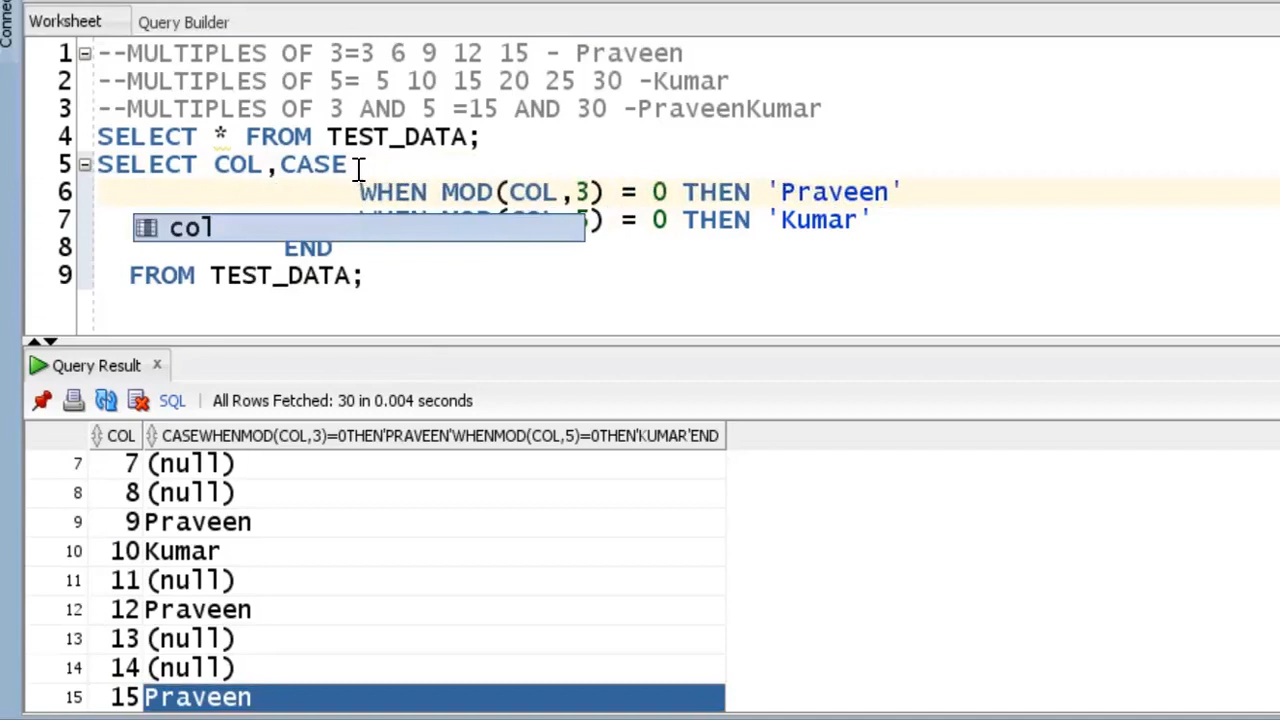 Connec
Worksheet Query Builder
1 --MULTIPLES OF 3=3 6 9 12 15 - Praveen
2 --MULTIPLES OF 5= 5 10 15 20 25 30 -Kumar
3 --MULTIPLES OF 3 AND 5 =15 AND 30 -PraveenKumar
4 SELECT * FROM TEST_DATA;
5 SELECT COL,CASE
6 WHEN MOD(COL,3) = 0 THEN 'Praveen'
7 ) = 0 THEN 'Kumar'
col
8 END
9 FROM TEST_DATA;
Query Result x
SQL | All Rows Fetched: 30 in 0.004 seconds
COL CASEWHENMOD(COL,3)=0THEN'PRAVEEN'WHENMOD(COL,5)=0THEN'KUMAR'END
7 7 (null)
8 8 (null)
9 9 Praveen
10 10 Kumar
11 11 (null)
12 12 Praveen
13 13 (null)
14 14 (null)
15 15 Praveen